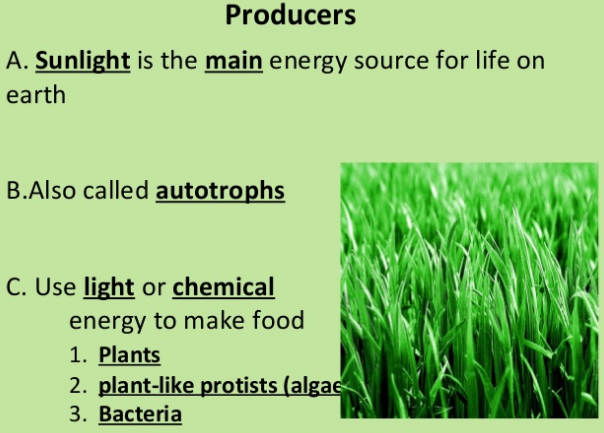 Producers
A. Sunlight is the main energy source for life on
earth
B.Also called autotrophs
C. Use light or chemical
energy to make food
1. Plants
2. plant-like protists (algae
3. Bacteria